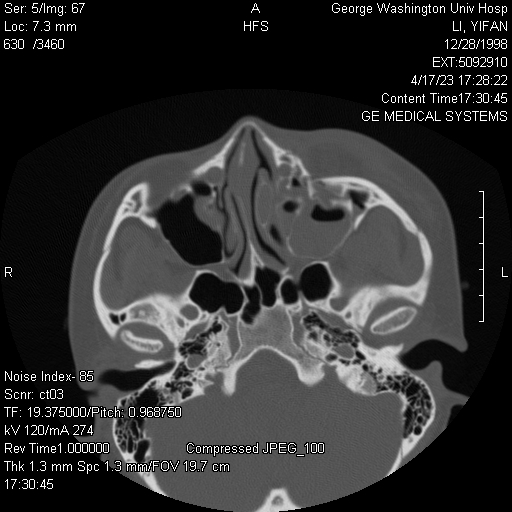 Ser: 5/Img: 67
Loc: 7.3 mm
630 /3460
A
HFS
George Washington Univ Hosp
LI, YIFAN
12/28/1998
EXT:5092910
4/17/23 17:28:22
Content Time17:30:45
GE MEDICAL SYSTEMS
R
L
Noise Index- 85
Scnr: ct03
TF: 19.375000/Pitch: 0.968750
kV 120/mA 274
Rev Time1.000000
Compressed JPEG_100
Thk 1.3 mm Spc 1.3 mm/FOV 19.7 cm
17:30:45